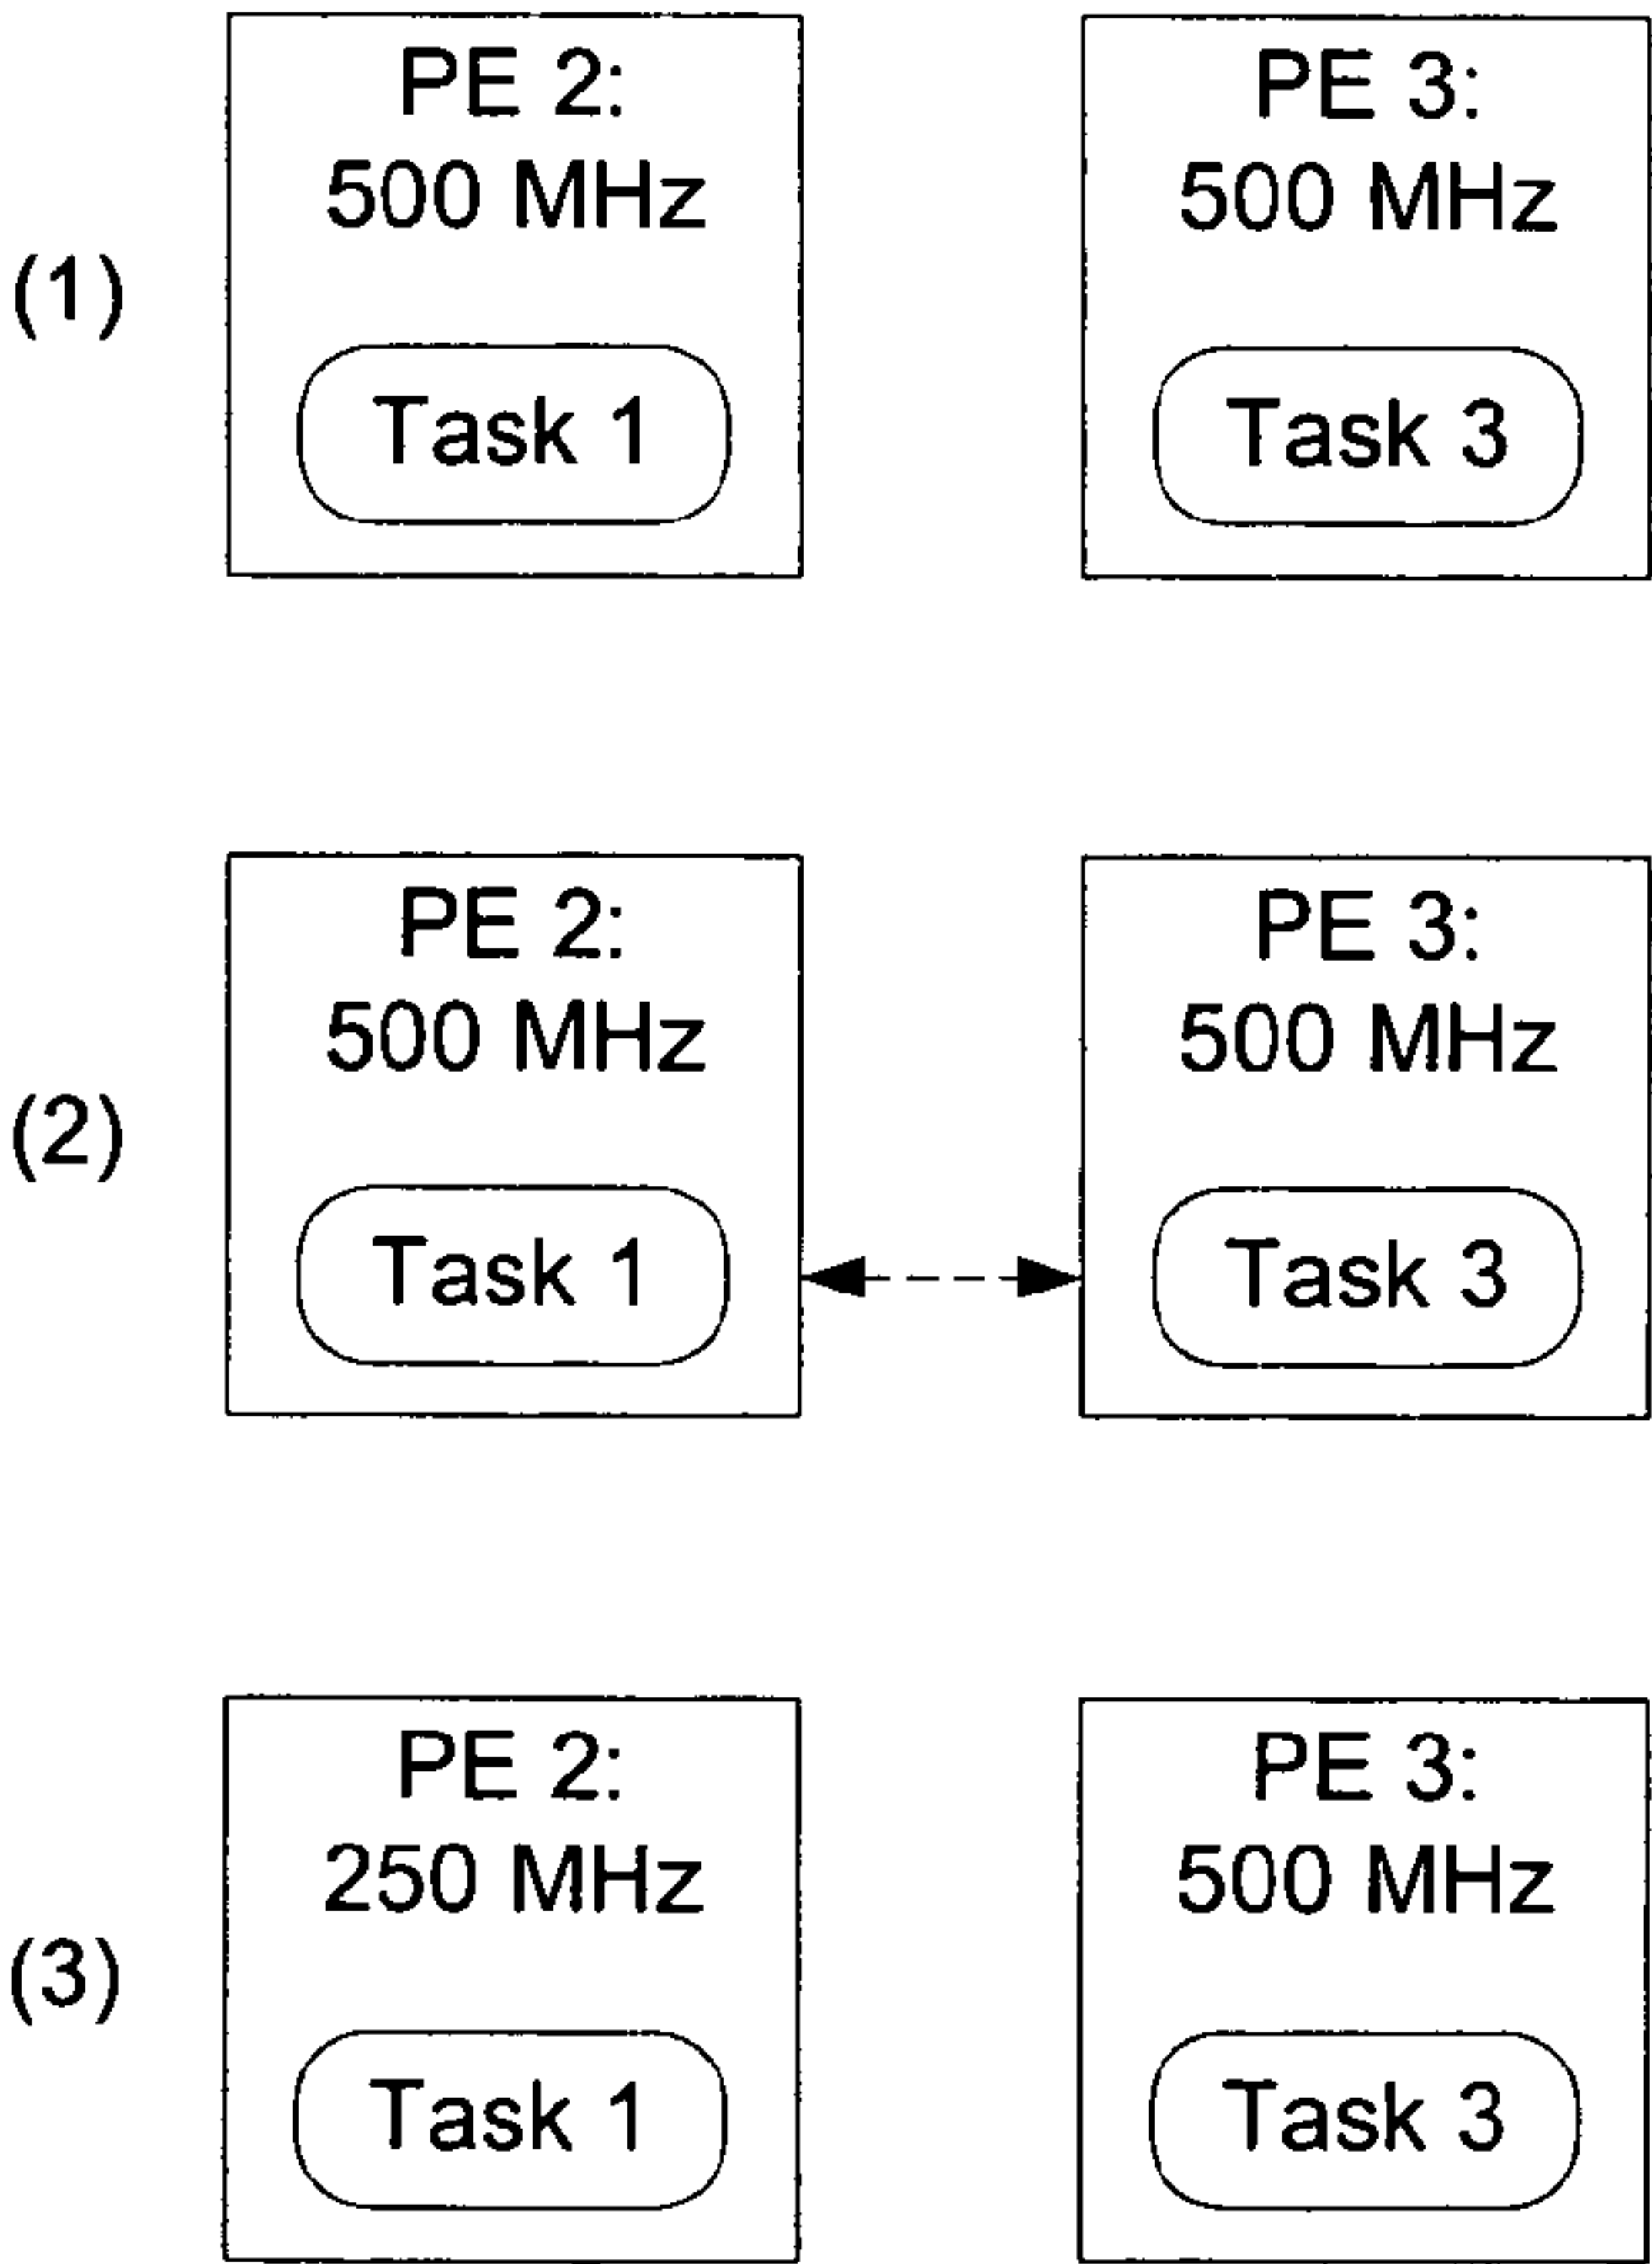 PE 2:
500 MHz
PE 3:
500 MHz
(1)
Task 1
Task 3
PE 2:
500 MHz
PE 3:
500 MHz
(2)
Task 1
Task 3
PE 2:
250 MHz
PE 3:
500 MHz
(3)
Task 1
Task 3